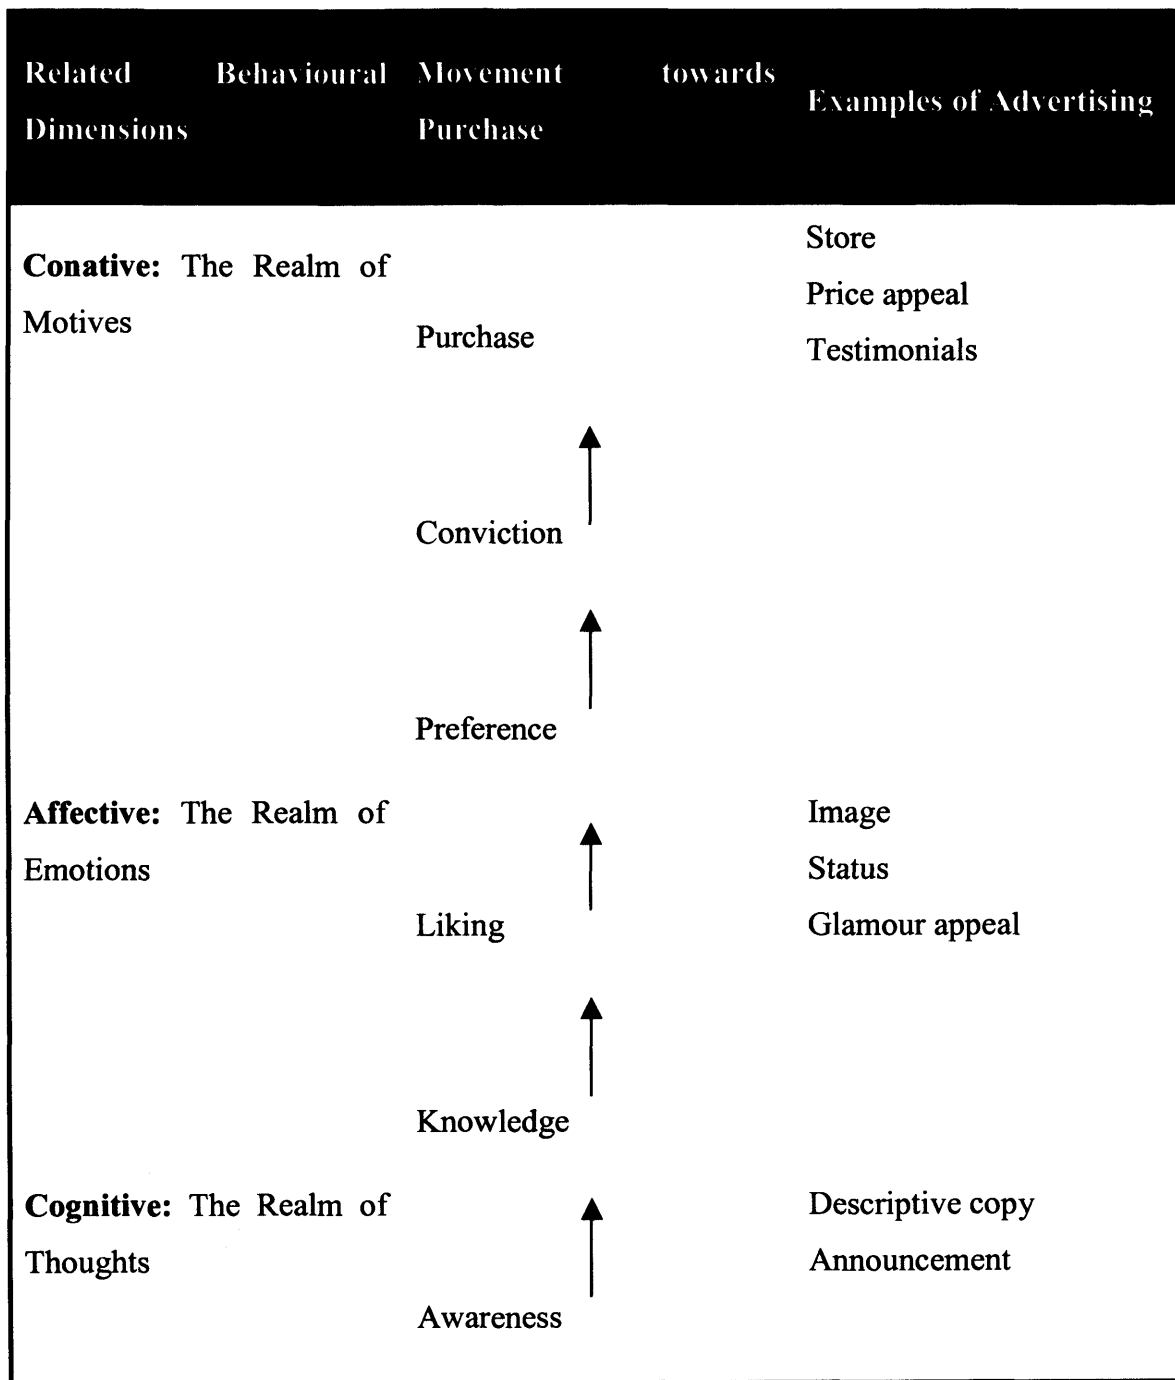 Related Behavioural
Dimensions
Movement towards
Purchase
Examples of Advertising
Conative: The Realm of
Motives
Purchase
Store
Price appeal
Testimonials
Conviction
Preference
Affective: The Realm of
Emotions
Liking
Image
Status
Glamour appeal
Knowledge
Cognitive: The Realm of
Thoughts
Awareness
Descriptive copy
Announcement